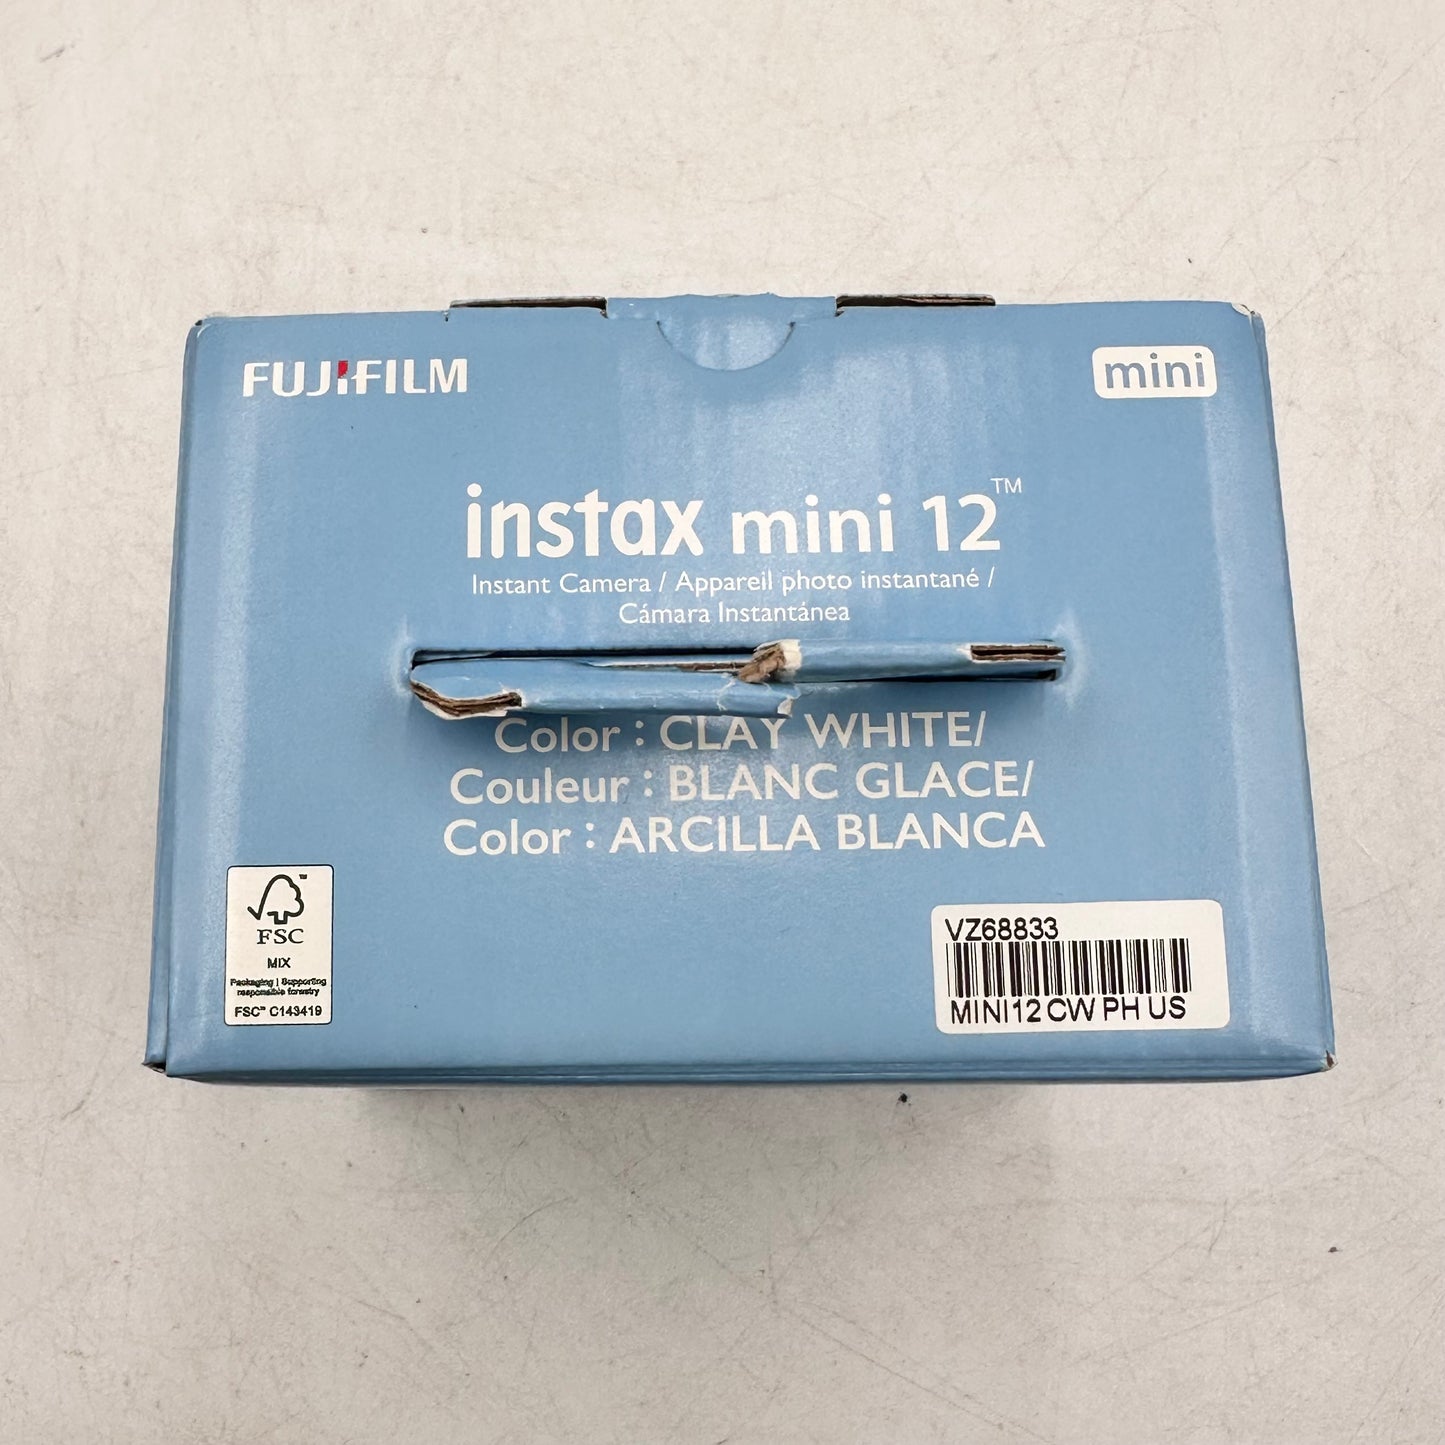 FUJIFILM
mini
instax mini 12™
Instant Camera / Appareil photo instantané /
Cámara Instantánea
Color : CLAY WHITE/
Couleur : BLANC GLACE/
Color : ARCILLA BLANCA
FSC™
MIX
Packaging | Supporting
responsible forestry
FSC™ C143419
VZ68833
MINI12 CW PH US